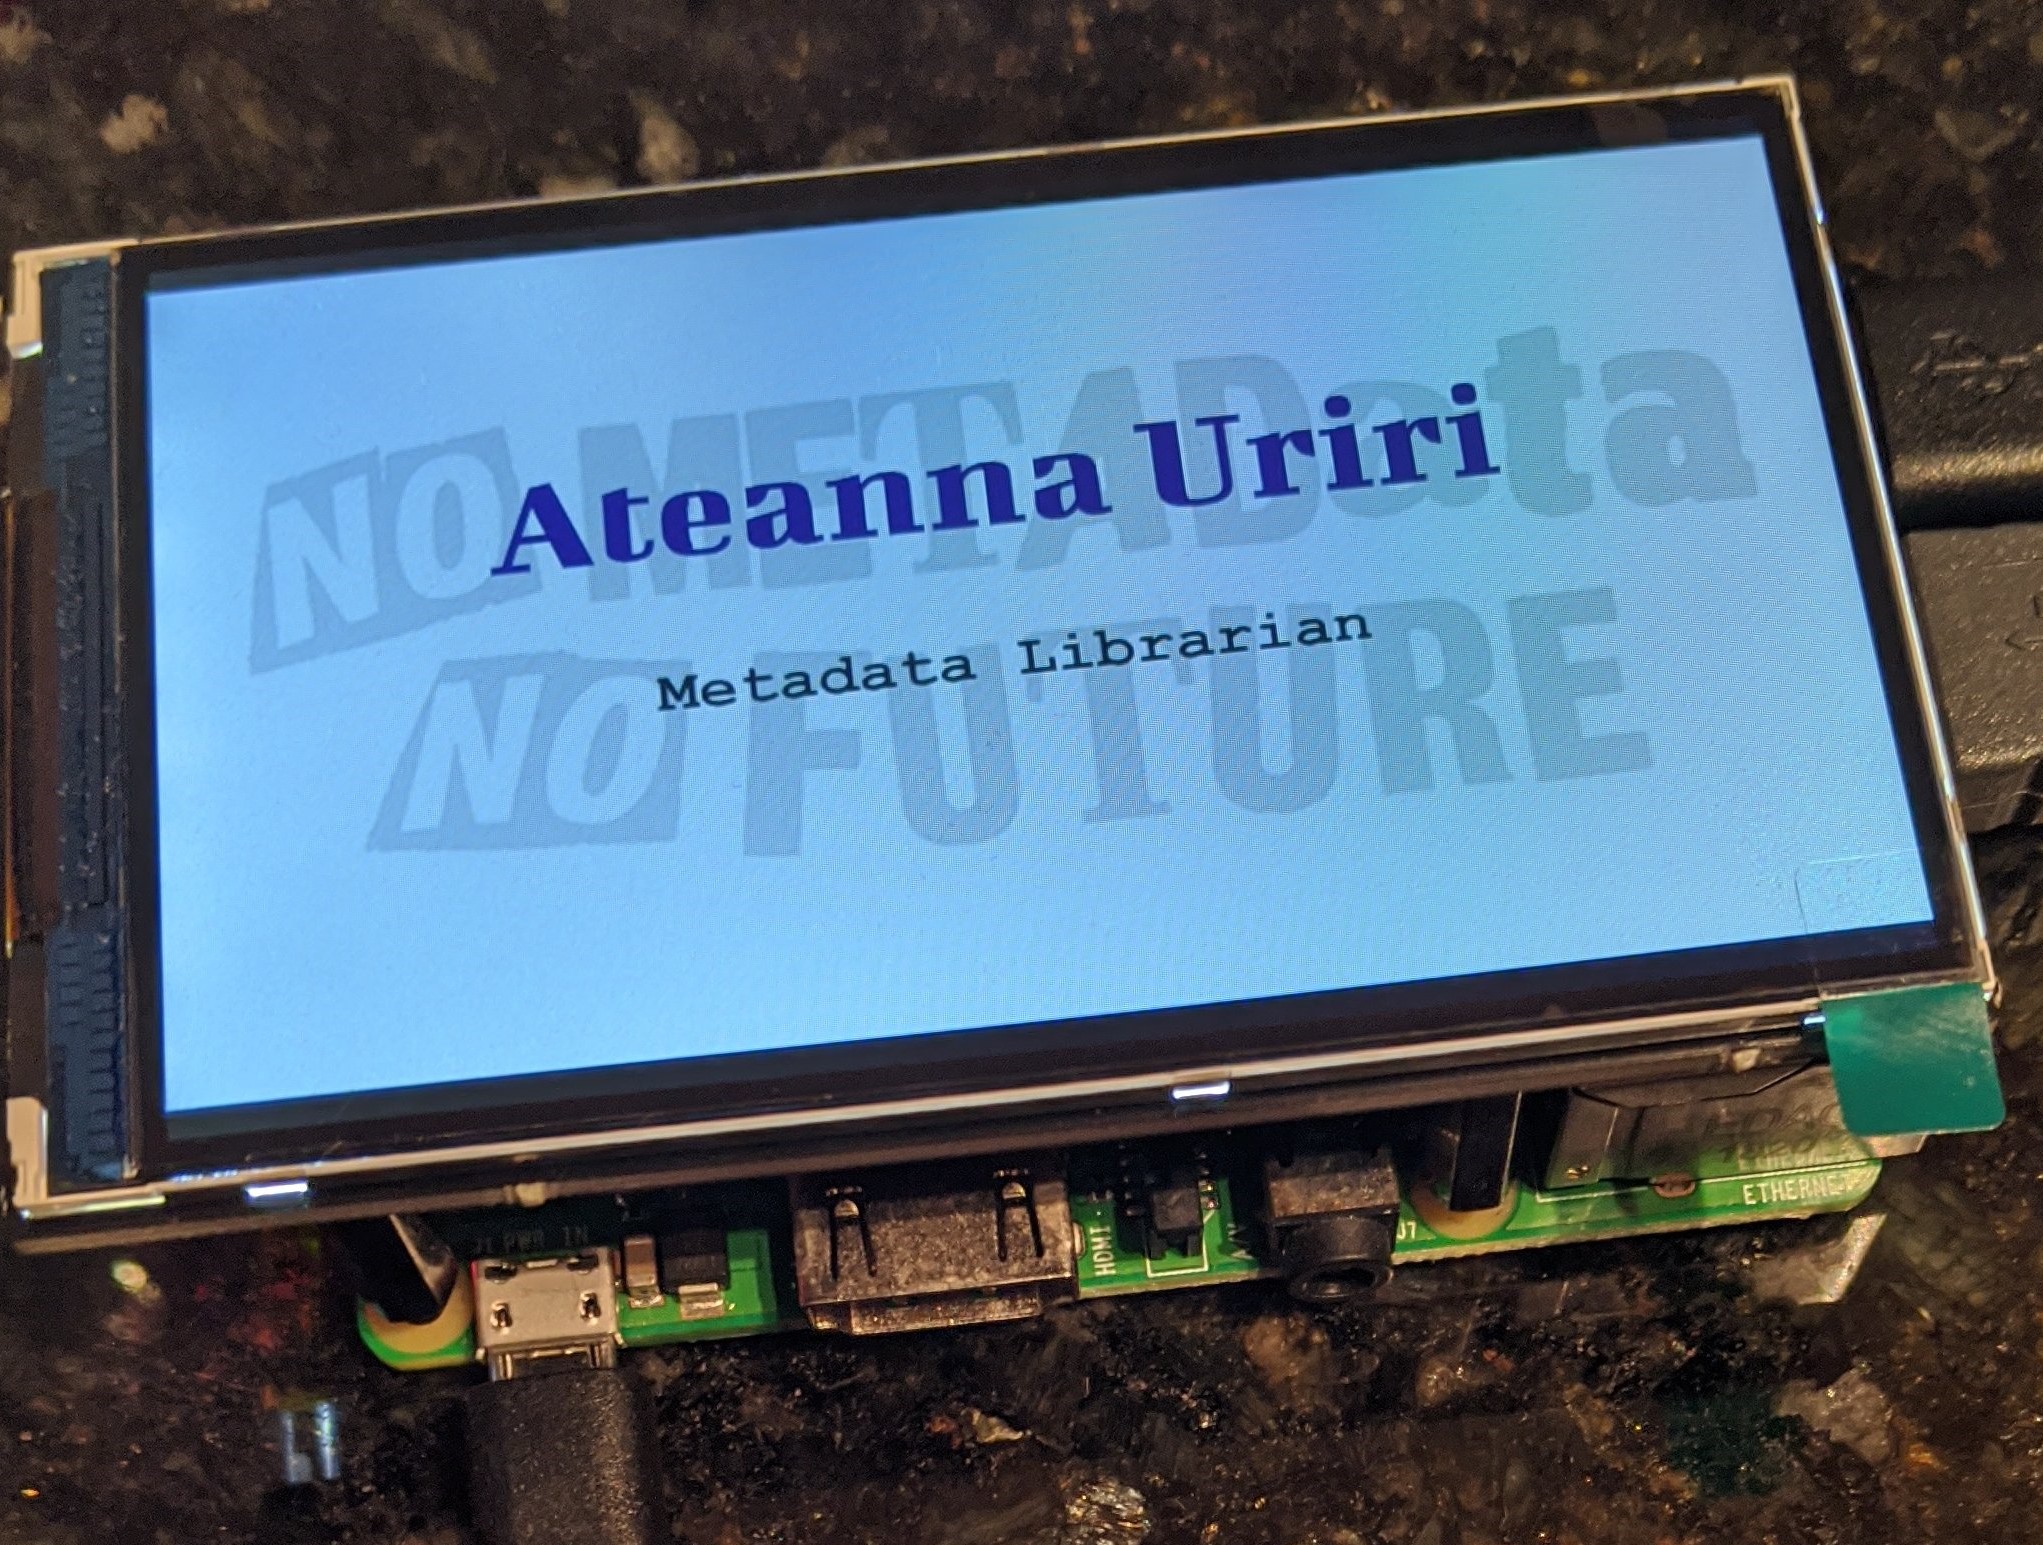 NO METAData
Ateanna Uriri
Metadata Librarian
NO FUTURE
J1 PWR IN
HDMI
A/V
J7
ETHERNET